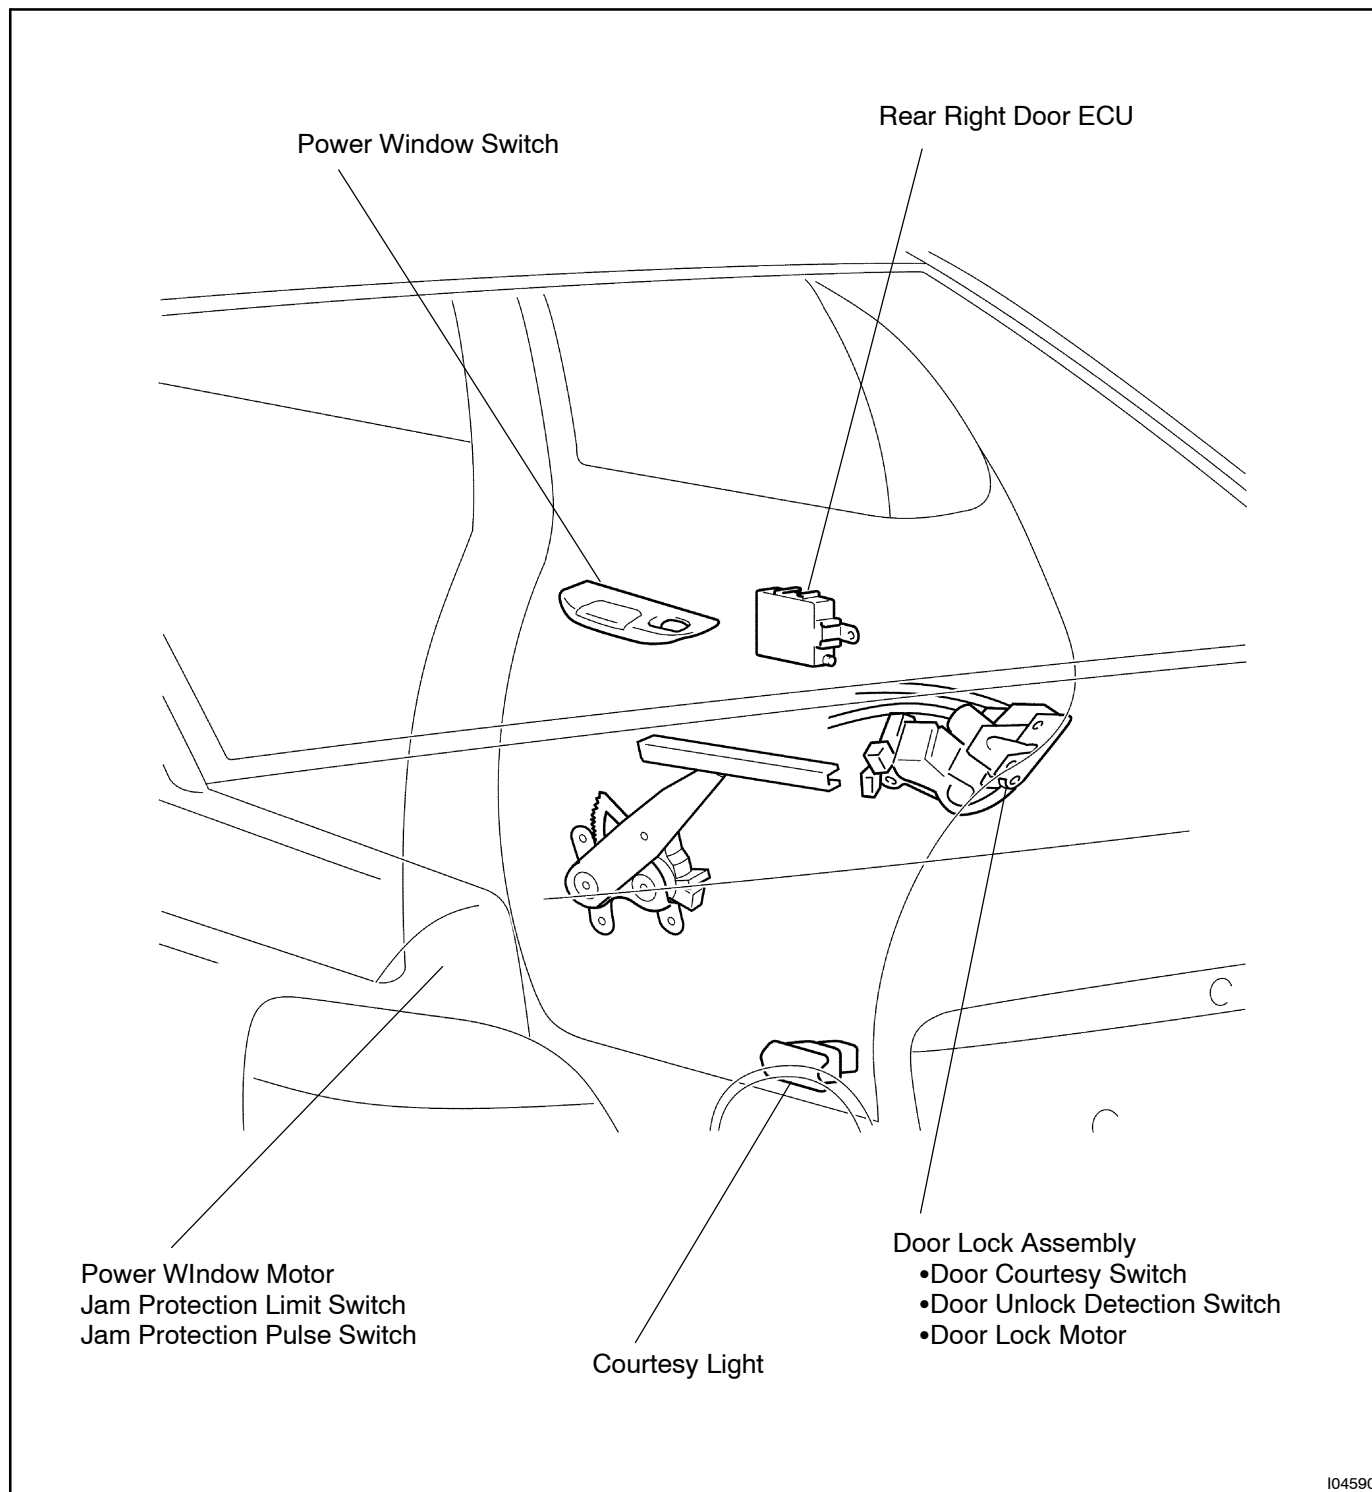 Rear Right Door ECU
Power Window Switch
Power WIndow Motor
Jam Protection Limit Switch
Jam Protection Pulse Switch
Courtesy Light
Door Lock Assembly
•Door Courtesy Switch
•Door Unlock Detection Switch
•Door Lock Motor
I04590